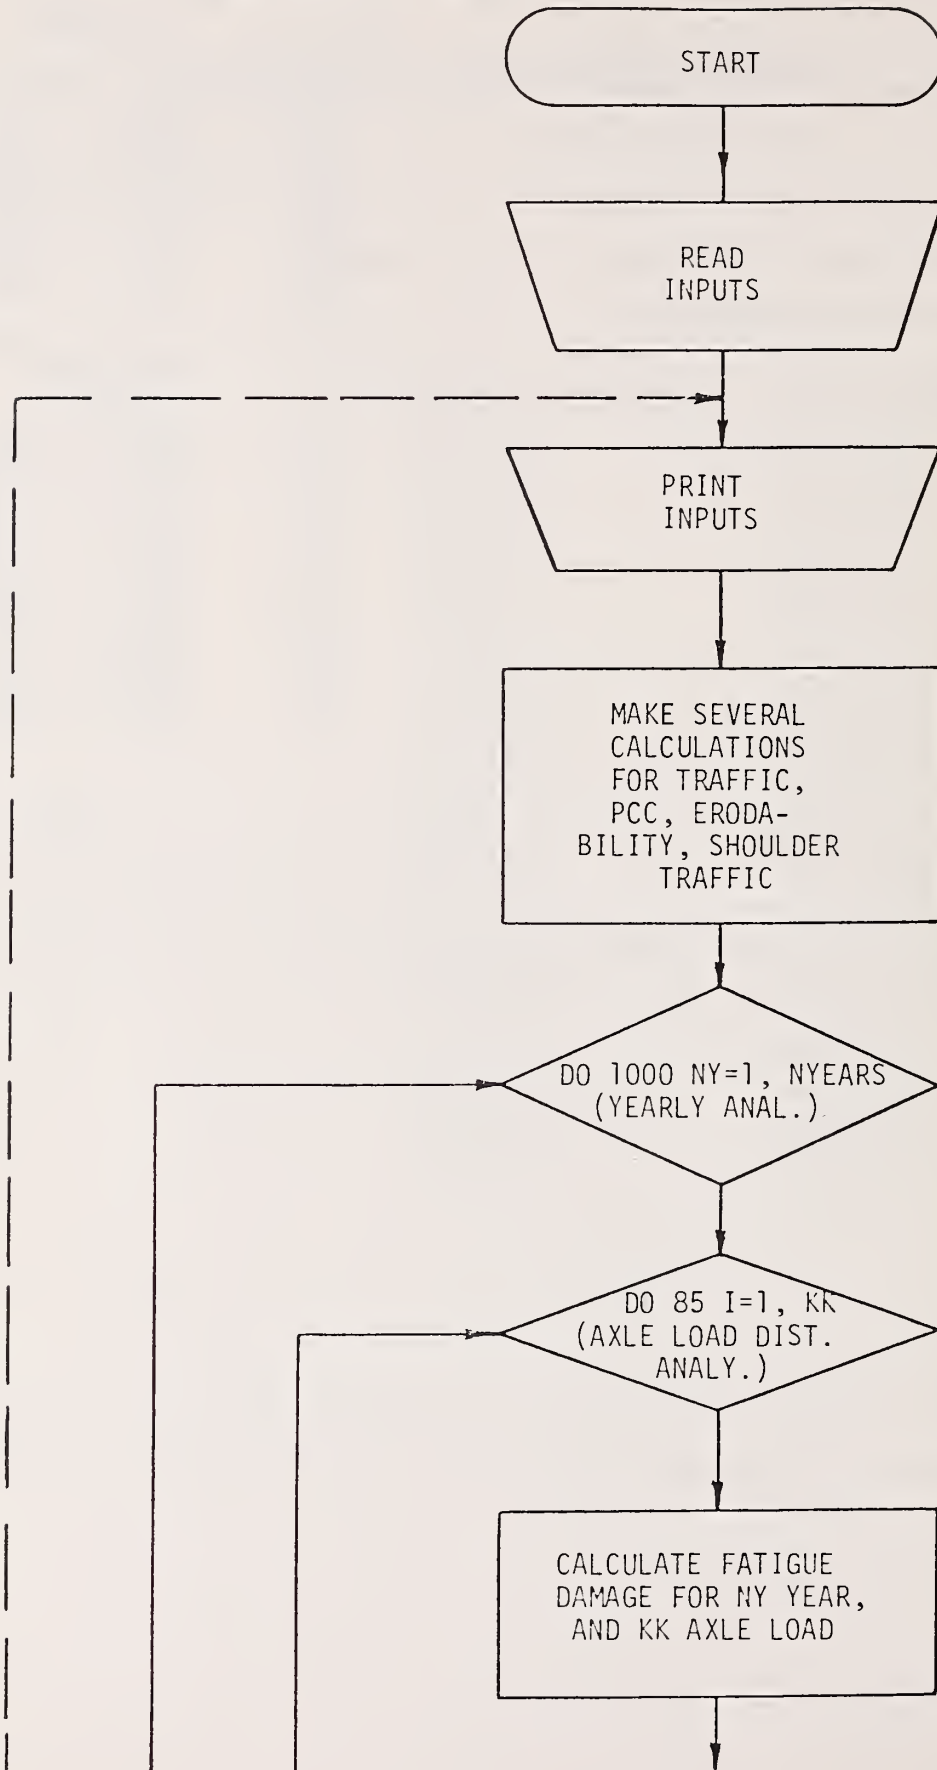 START
READ
INPUTS
PRINT
INPUTS
MAKE SEVERAL
CALCULATIONS
FOR TRAFFIC,
PCC, ERODA-
BILITY, SHOULDER
TRAFFIC
DO 1000 NY=1, NYEARS
(YEARLY ANAL.)
DO 85 I=1, KK
(AXLE LOAD DIST.
ANALY.)
CALCULATE FATIGUE
DAMAGE FOR NY YEAR,
AND KK AXLE LOAD